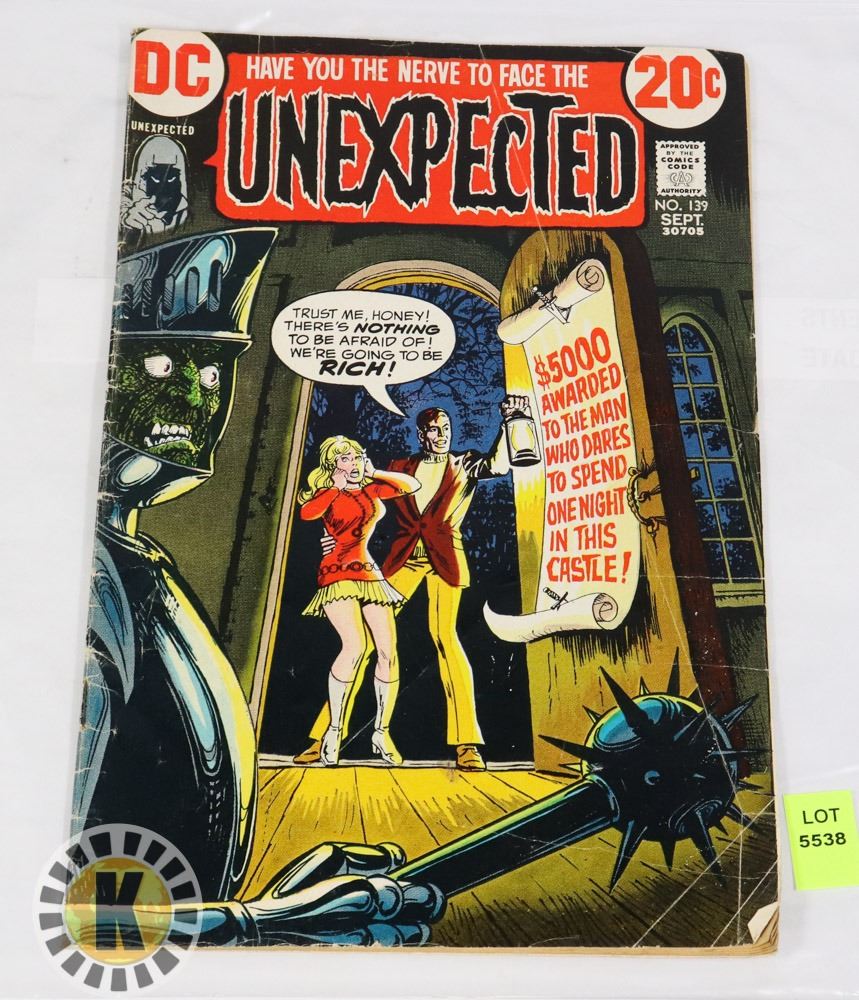 DC
HAVE YOU THE NERVE TO FACE THE
20¢
UNEXPECTED
UNEXPECTED
APPROVED
BY THE
COMICS
CODE
CA
AUTHORITY
NO. 139
SEPT.
30705
TRUST ME, HONEY!
THERE'S NOTHING
TO BE AFRAID OF!
WE'RE GOING TO BE
RICH!
$5000
AWARDED
TO THE MAN
WHO DARES
TO SPEND
ONE NIGHT
IN THIS
CASTLE!
LOT
5538
K